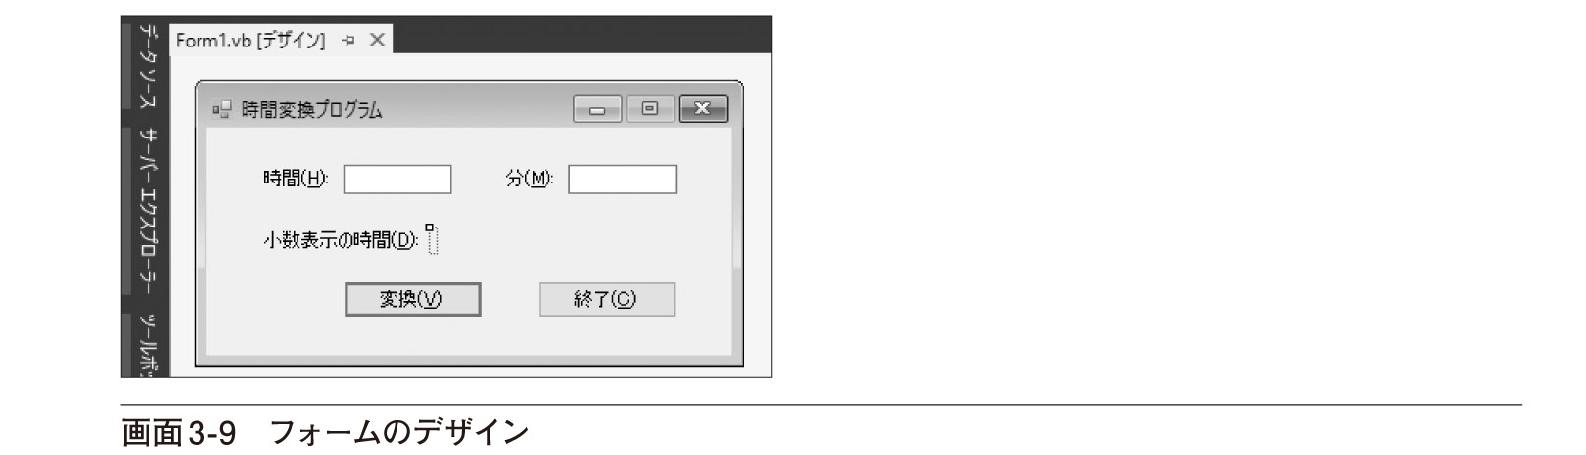 データ ソース
サーバー エクスプローラー
ツールボッ
Form1.vb [デザイン]
時間変換プログラム
時間(H):
分(M):
小数表示の時間(D):
変換(V)
終了(C)
画面3-9 フォームのデザイン